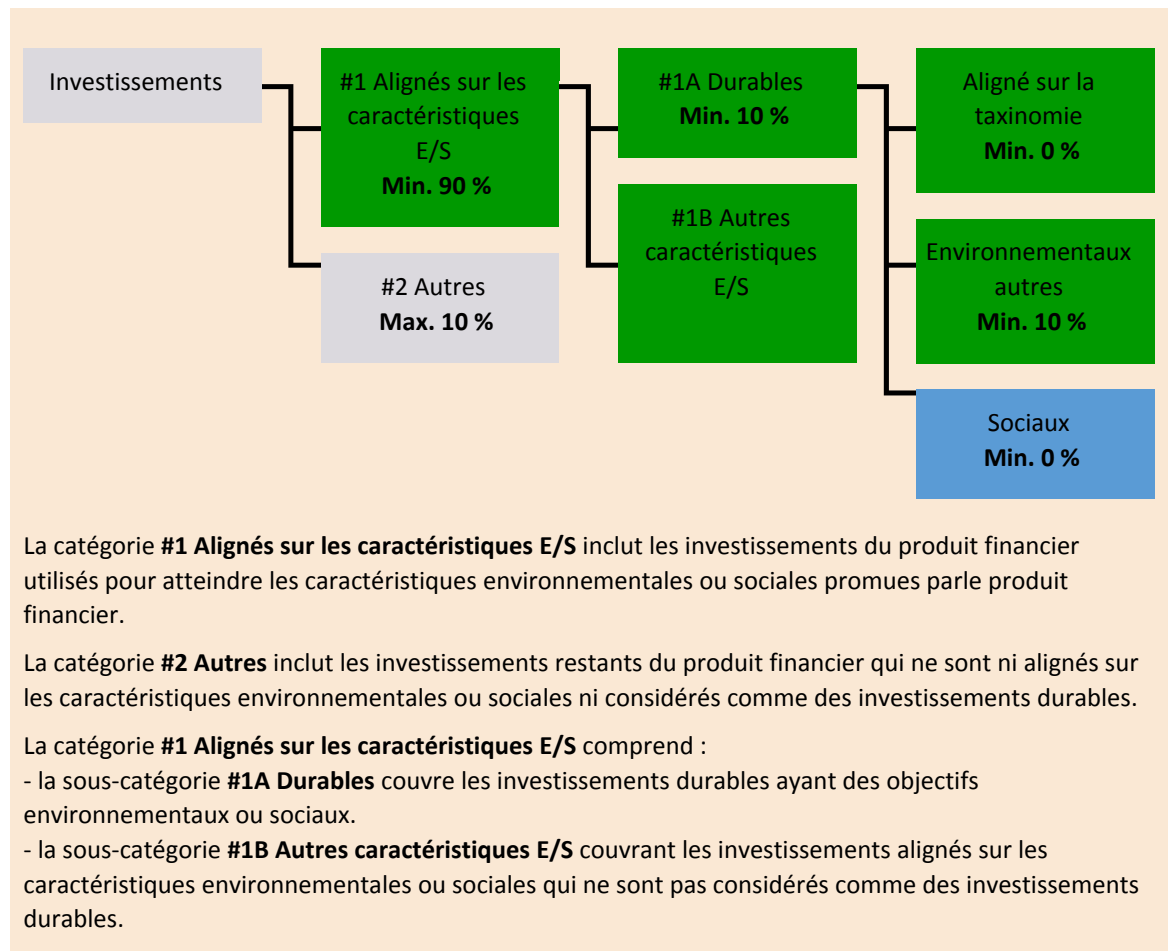 Investissements
#1 Alignés sur les
caractéristiques
E/S
Min. 90 %
#2 Autres
Max. 10 %
#1A Durables
Min. 10 %
#1B Autres
caractéristiques
E/S
Aligné sur la
taxinomie
Min. 0 %
Environnementaux
autres
Min. 10 %
Sociaux
Min. 0 %
La catégorie #1 Alignés sur les caractéristiques E/S inclut les investissements du produit financier
utilisés pour atteindre les caractéristiques environnementales ou sociales promues parle produit
financier.
La catégorie #2 Autres inclut les investissements restants du produit financier qui ne sont ni alignés sur
les caractéristiques environnementales ou sociales ni considérés comme des investissements durables.
La catégorie #1 Alignés sur les caractéristiques E/S comprend :
- la sous-catégorie #1A Durables couvre les investissements durables ayant des objectifs
environnementaux ou sociaux.
- la sous-catégorie #1B Autres caractéristiques E/S couvrant les investissements alignés sur les
caractéristiques environnementales ou sociales qui ne sont pas considérés comme des investissements
durables.